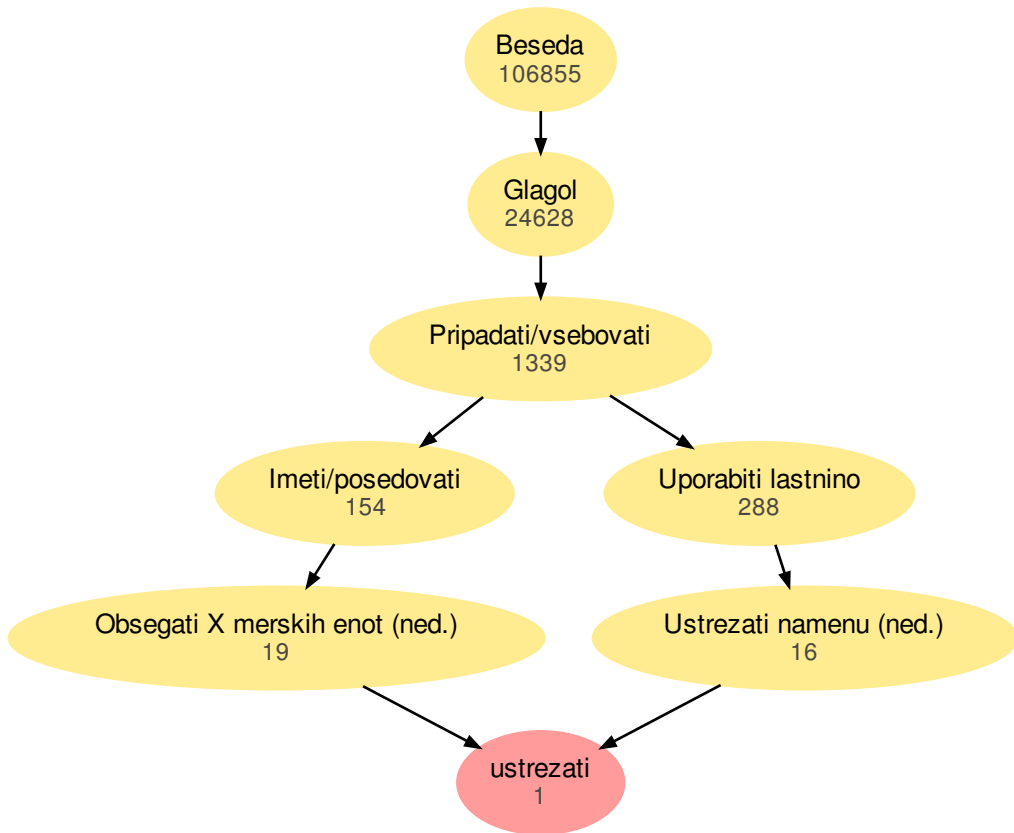 Beseda
106855
Glagol
24628
Pripadati/vsebovati
1339
Imeti/posedovati
154
Uporabiti lastnino
288
Obsegati X merskih enot (ned.)
19
Ustrezati namenu (ned.)
16
ustrezati
1